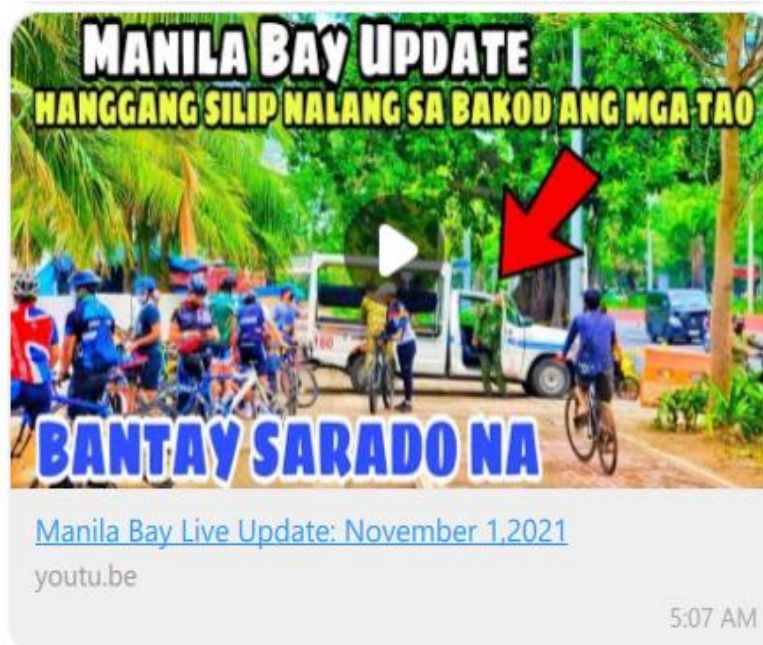 MANILA BAY UPDATE
HANGGANG SILIP NALANG SA BAKOD ANG MGA TAO
180
BANTAY SARADO NA
Manila Bay Live Update: November 1,2021
youtu.be
5:07 AM